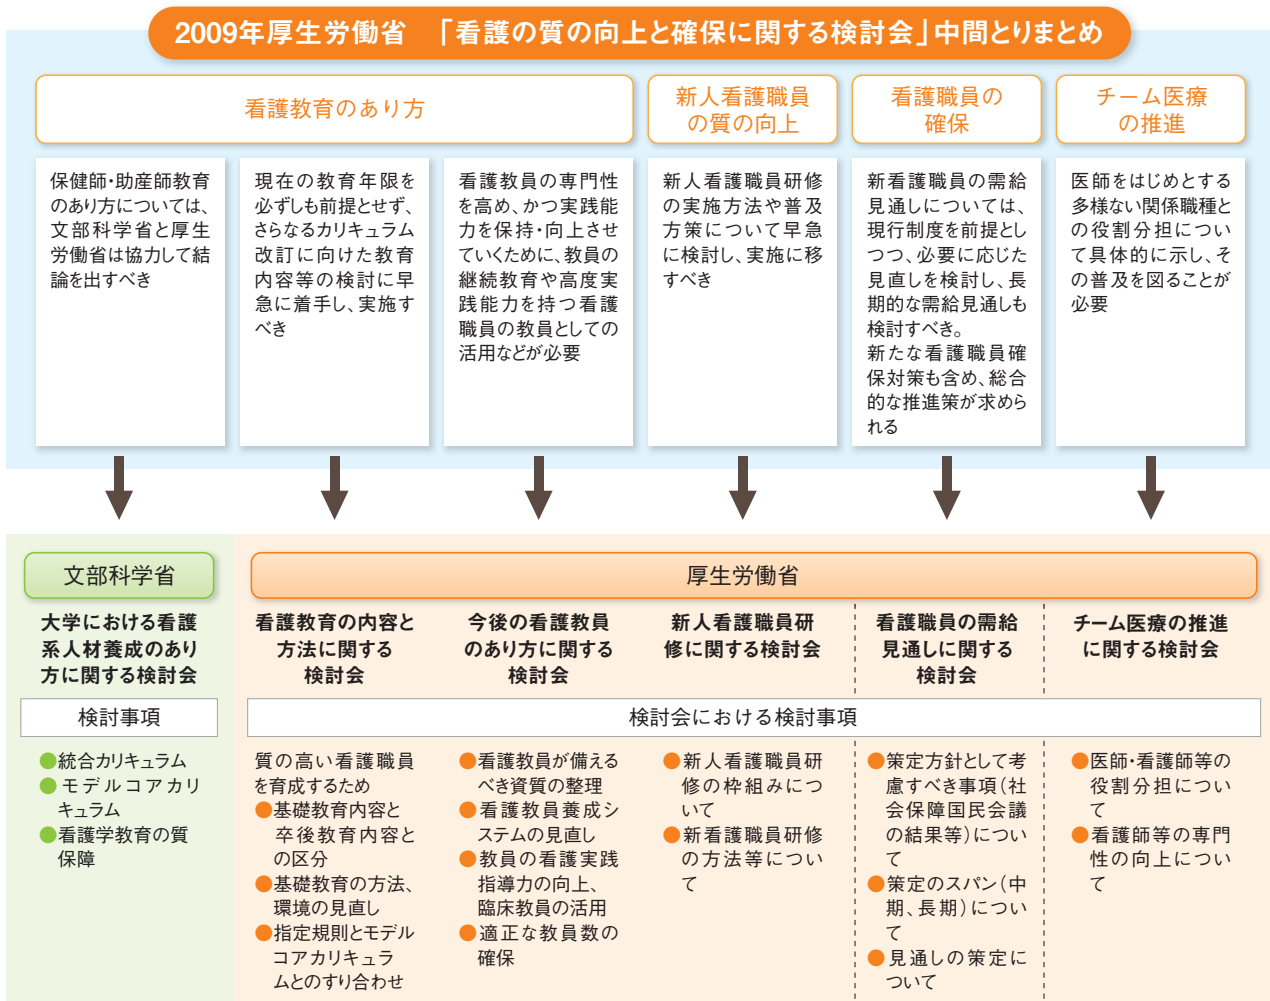 2009年厚生労働省　「看護の質の向上と確保に関する検討会」中間とりまとめ
看護教育のあり方
新人看護職員
の質の向上
看護職員の
確保
チーム医療
の推進
保健師・助産師教育
のあり方については、
文部科学省と厚生
労働省は協力して結
論を出すべき
現在の教育年限を
必ずしも前提とせず、
さらなるカリキュラム
改訂に向けた教育
内容等の検討に早
急に着手し、実施す
べき
看護教員の専門性
を高め、かつ実践能
力を保持・向上させ
ていくために、教員の
継続教育や高度実
践能力を持つ看護
職員の教員としての
活用などが必要
新人看護職員研修
の実施方法や普及
方策について早急
に検討し、実施に移
すべき
新看護職員の需給
見通しについては、
現行制度を前提とし
つつ、必要に応じた
見直しを検討し、長
期的な需給見通しも
検討すべき。
新たな看護職員確
保対策も含め、総合
的な推進策が求めら
れる
医師をはじめとする
多様ない関係職種と
の役割分担につい
て具体的に示し、そ
の普及を図ることが
必要
文部科学省
厚生労働省
大学における看護
系人材養成のあり
方に関する検討会
看護教育の内容と
方法に関する
検討会
今後の看護教員
のあり方に関する
検討会
新人看護職員研
修に関する検討会
看護職員の需給
見通しに関する
検討会
チーム医療の推進
に関する検討会
検討事項
検討会における検討事項
●統合カリキュラム
●モデルコアカリ
キュラム
●看護学教育の質
保障
質の高い看護職員
を育成するため
●基礎教育内容と
卒後教育内容と
の区分
●基礎教育の方法、
環境の見直し
●指定規則とモデル
コアカリキュラ
ムとのすり合わせ
●看護教員が備える
べき資質の整理
●看護教員養成シ
ステムの見直し
●教員の看護実践
指導力の向上、
臨床教員の活用
●適正な教員数の
確保
●新人看護職員研
修の枠組みにつ
いて
●新看護職員研修
の方法等につい
て
●策定方針として考
慮すべき事項（社
会保障国民会議
の結果等）につい
て
●策定のスパン（中
期、長期）につい
て
●見通しの策定に
ついて
●医師・看護師等の
役割分担につい
て
●看護師等の専門
性の向上につい
て